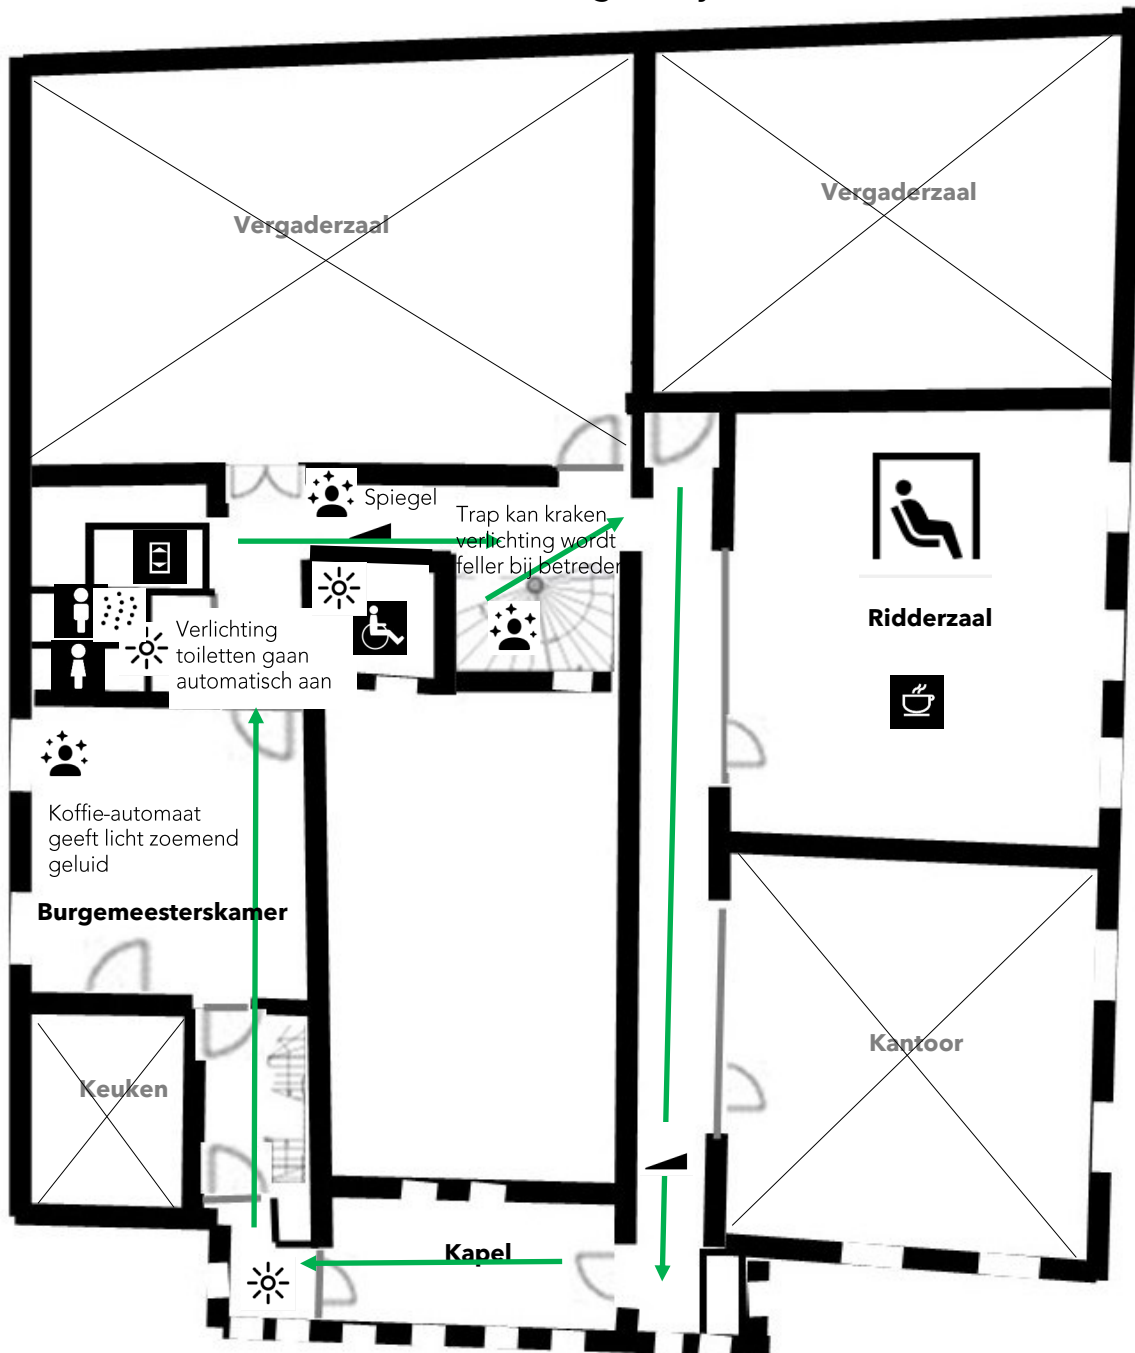 Vergaderzaal
Vergaderzaal
Spiegel
Trap kan kraken,
verlichting wordt
feller bij betreden
Ridderzaal
Verlichting
toiletten gaan
automatisch aan
Koffie-automaat
geeft licht zoemend
geluid
Burgemeesterskamer
Kantoor
Keuken
Kapel